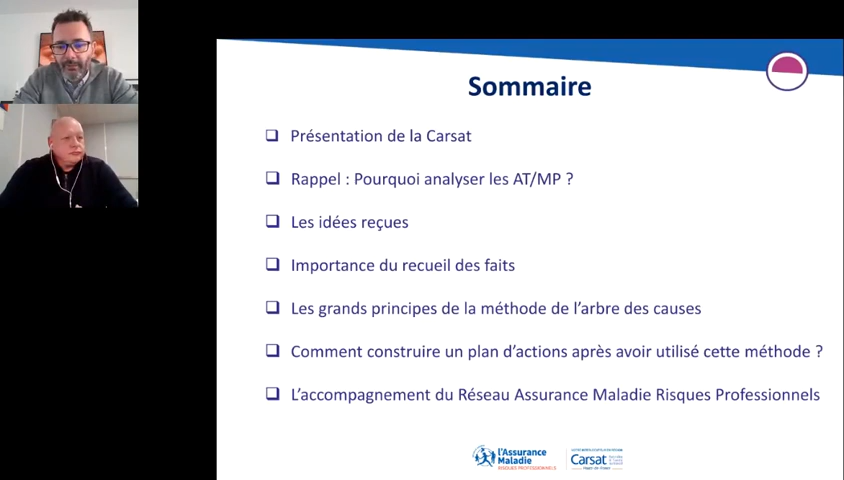 Sommaire
Présentation de la Carsat
Rappel : Pourquoi analyser les AT/MP ?
Les idées reçues
Importance du recueil des faits
Les grands principes de la méthode de l'arbre des causes
Comment construire un plan d'actions après avoir utilisé cette méthode ?
L'accompagnement du Réseau Assurance Maladie Risques Professionnels
l'Assurance
Maladie
RISQUES PROFESSIONNELS
Carsat